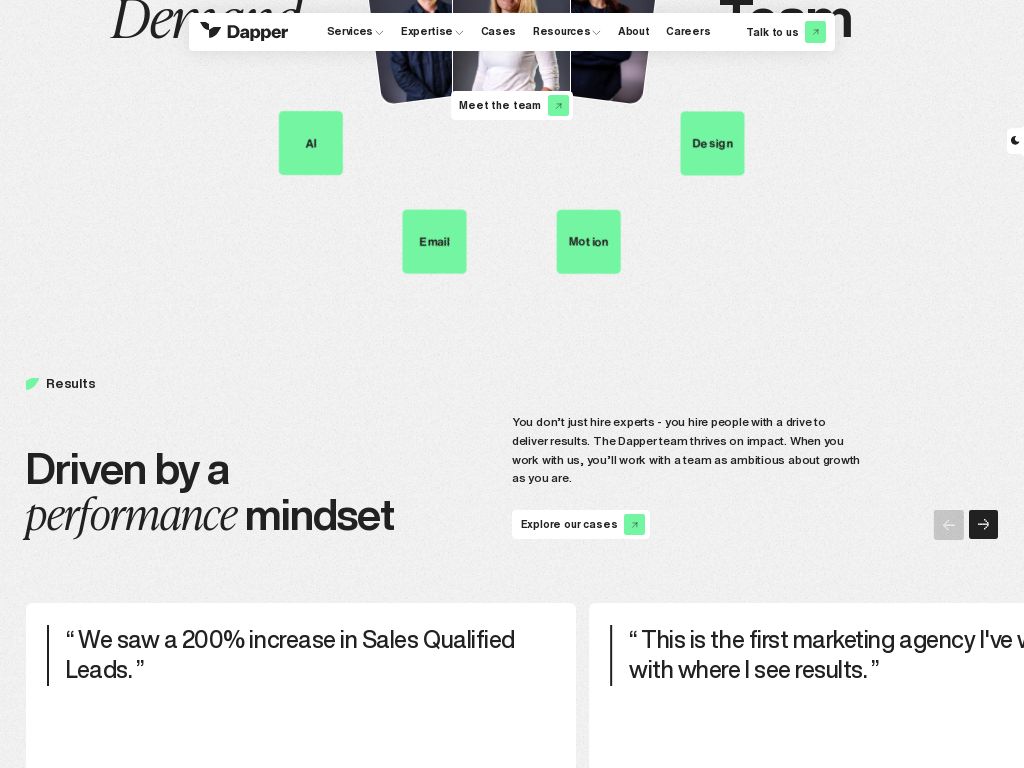 Demand
Team
Dapper
Services
Expertise
Cases
Resources
About
Careers
Talk to us
Meet the team
AI
Design
Email
Motion
Results
Driven by a
performance mindset
You don't just hire experts - you hire people with a drive to
deliver results. The Dapper team thrives on impact. When you
work with us, you'll work with a team as ambitious about growth
as you are.
Explore our cases
“ We saw a 200% increase in Sales Qualified
Leads. ”
“ This is the first marketing agency I've
with where I see results. ”